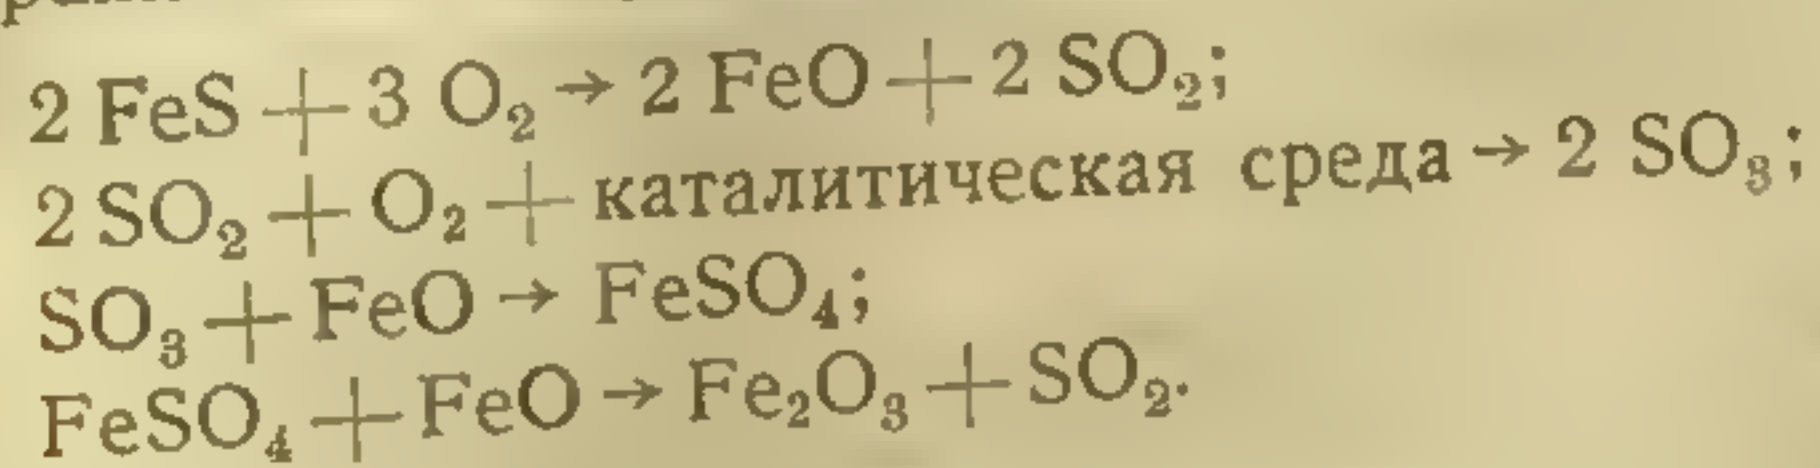 2 FeS + 3 O₂ → 2 FeO + 2 SO₂;
2 SO₂ + O₂ + каталитическая среда → 2 SO₃;
SO₃ + FeO → FeSO₄;
FeSO₄ + FeO → Fe₂O₃ + SO₂.